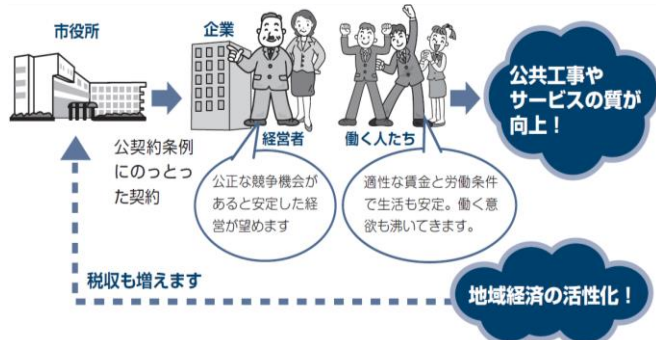 市役所
企業
公契約条例
にのっとっ
た契約
経営者
公正な競争機会が
あると安定した経
営が望めます
働く人たち
適性な賃金と労働条件
で生活も安定。働く意
欲も沸いてきます。
公共工事や
サービスの質が
向上！
地域経済の活性化！
税収も増えます